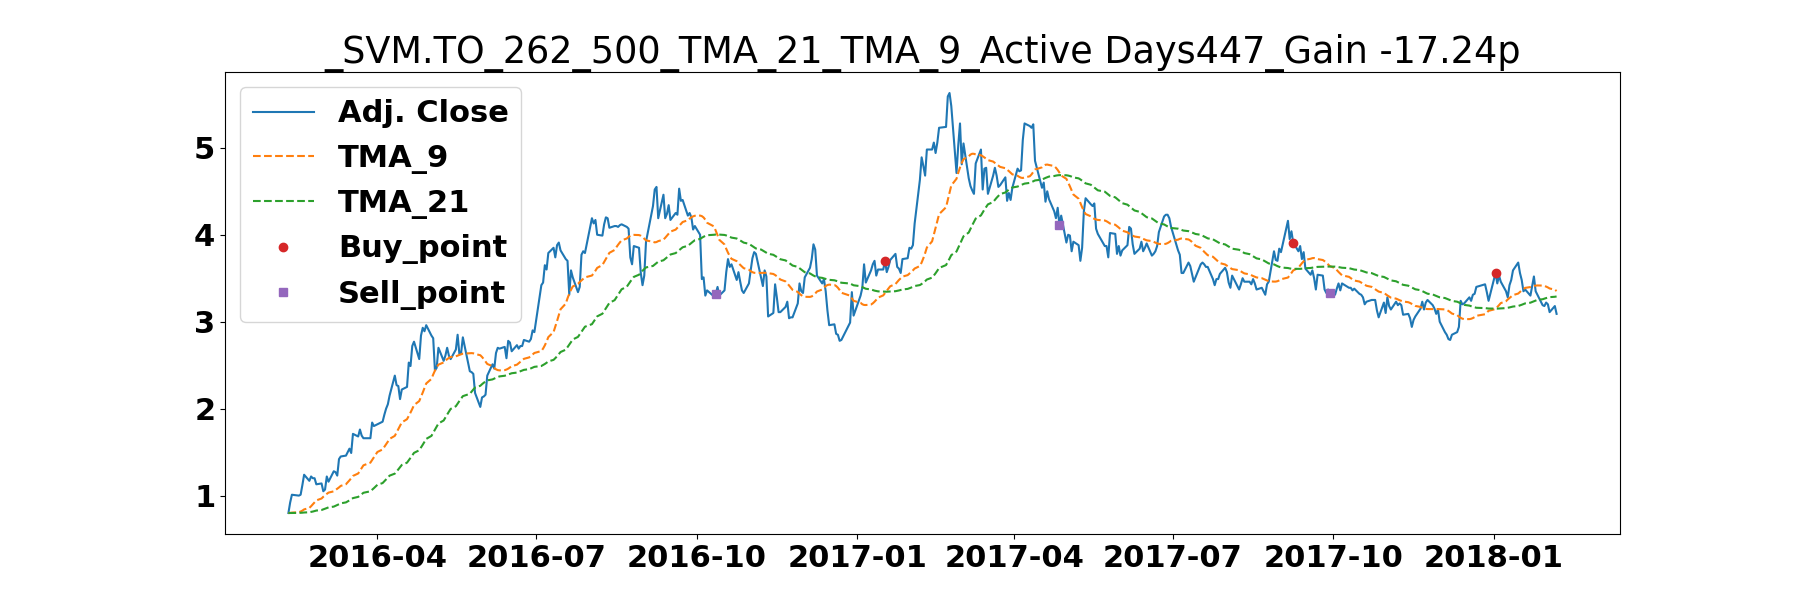 _SVM.TO_262_500_TMA_21_TMA_9_Active Days447_Gain -17.24p
Adj. Close
TMA_9
TMA_21
Buy_point
Sell_point
5
4
3
2
1
2016-04 2016-07 2016-10 2017-01 2017-04 2017-07 2017-10 2018-01